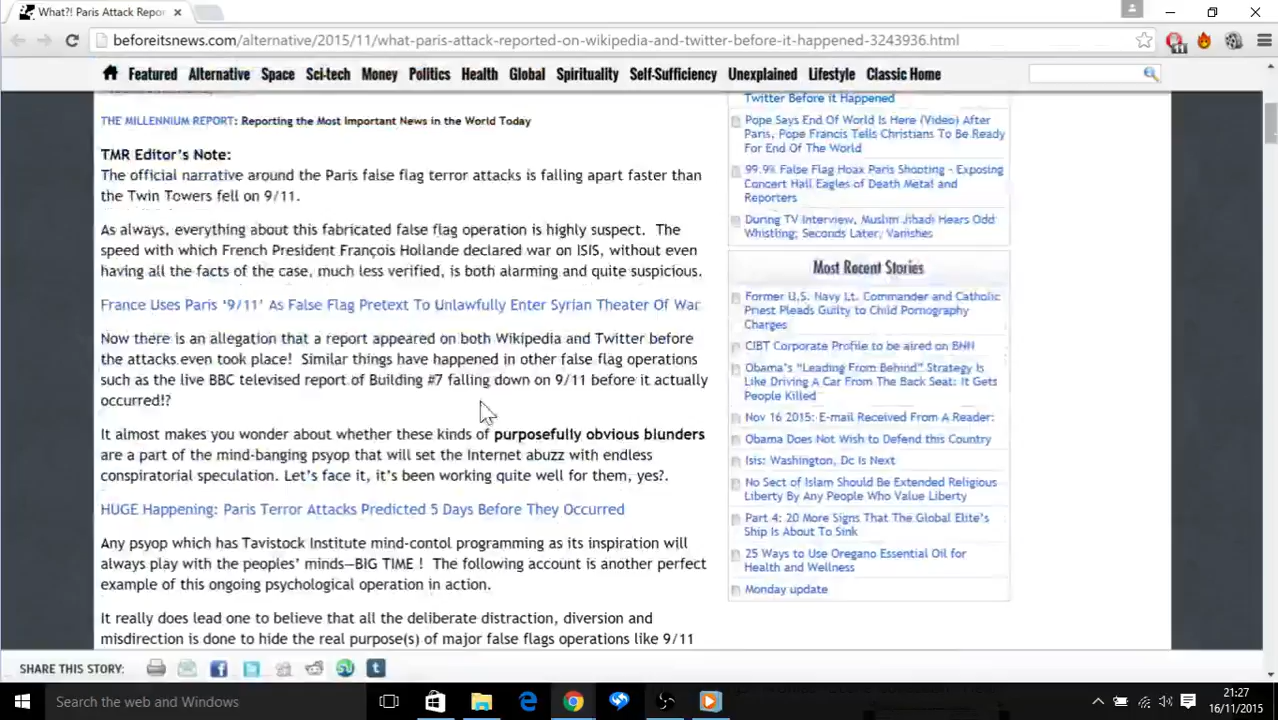 What?! Paris Attack Repor
beforeitsnews.com/alternative/2015/11/what-paris-attack-reported-on-wikipedia-and-twitter-before-it-happened-3243936.html
11
Featured Alternative Space Sci-tech Money Politics Health Global Spirituality Self-Sufficiency Unexplained Lifestyle Classic Home
THE MILLENNIUM REPORT: Reporting the Most Important News in the World Today
TMR Editor's Note:
The official narrative around the Paris false flag terror attacks is falling apart faster than
the Twin Towers fell on 9/11.
As always, everything about this fabricated false flag operation is highly suspect. The
speed with which French President François Hollande declared war on ISIS, without even
having all the facts of the case, much less verified, is both alarming and quite suspicious.
France Uses Paris '9/11' As False Flag Pretext To Unlawfully Enter Syrian Theater Of War
Now there is an allegation that a report appeared on both Wikipedia and Twitter before
the attacks even took place! Similar things have happened in other false flag operations
such as the live BBC televised report of Building #7 falling down on 9/11 before it actually
occurred!?
It almost makes you wonder about whether these kinds of purposefully obvious blunders
are a part of the mind-banging psyop that will set the Internet abuzz with endless
conspiratorial speculation. Let's face it, it's been working quite well for them, yes?.
HUGE Happening: Paris Terror Attacks Predicted 5 Days Before They Occurred
Any psyop which has Tavistock Institute mind-contol programming as its inspiration will
always play with the peoples' minds—BIG TIME ! The following account is another perfect
example of this ongoing psychological operation in action.
It really does lead one to believe that all the deliberate distraction, diversion and
misdirection is done to hide the real purpose(s) of major false flags operations like 9/11
Twitter Before it Happened
Pope Says End Of World Is Here (Video) After
Paris, Pope Francis Tells Christians To Be Ready
For End Of The World
99.9% False Flag Hoax Paris Shooting - Exposing
Concert Hall Eagles of Death Metal and
Reporters
During TV Interview, Muslim Jihadi Hears Odd
Whistling; Seconds Later, Vanishes
Most Recent Stories
Former U.S. Navy Lt. Commander and Catholic
Priest Pleads Guilty to Child Pornography
Charges
CIBT Corporate Profile to be aired on BNN
Obama's "Leading From Behind" Strategy Is
Like Driving A Car From The Back Seat: It Gets
People Killed
Nov 16 2015: E-mail Received From A Reader:
Obama Does Not Wish to Defend this Country
Isis: Washington, Dc Is Next
No Sect of Islam Should Be Extended Religious
Liberty By Any People Who Value Liberty
Part 4: 20 More Signs That The Global Elite's
Ship Is About To Sink
25 Ways to Use Oregano Essential Oil for
Health and Wellness
Monday update
SHARE THIS STORY:
Search the web and Windows
21:27
16/11/2015